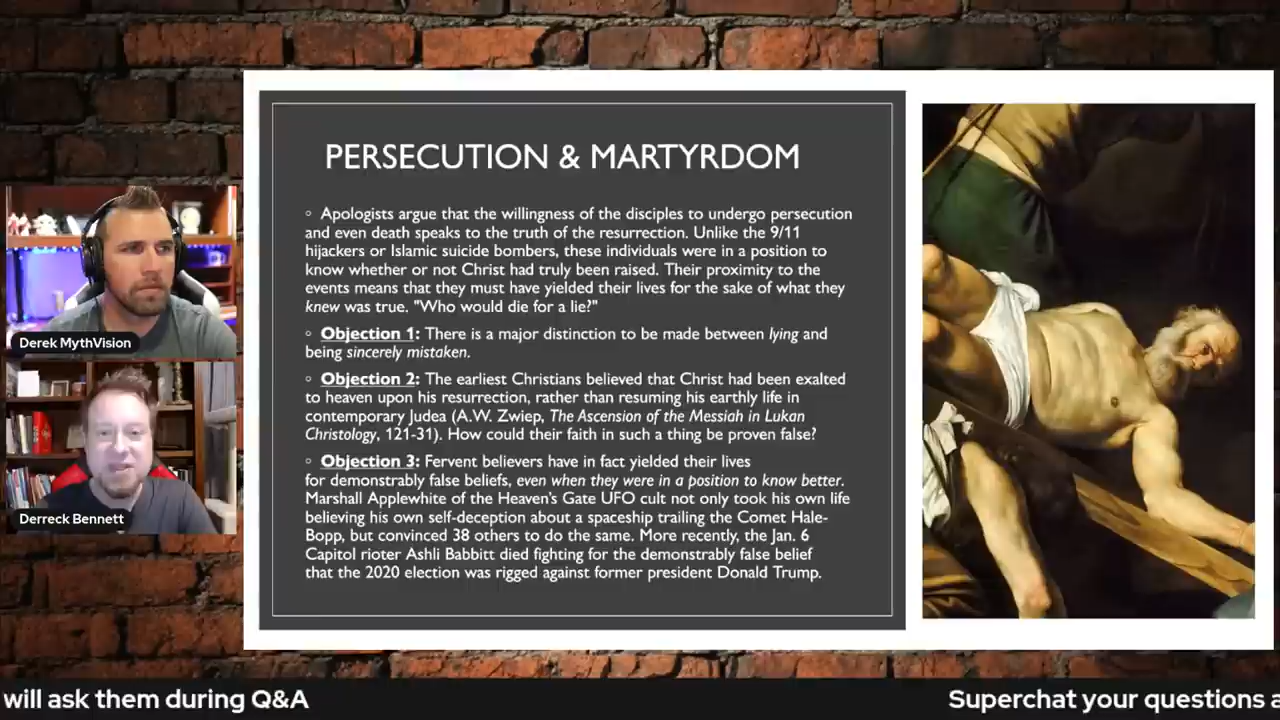 PERSECUTION & MARTYRDOM
◦ Apologists argue that the willingness of the disciples to undergo persecution
and even death speaks to the truth of the resurrection. Unlike the 9/11
hijackers or Islamic suicide bombers, these individuals were in a position to
know whether or not Christ had truly been raised. Their proximity to the
events means that they must have yielded their lives for the sake of what they
knew was true. "Who would die for a lie?"
◦ Objection 1: There is a major distinction to be made between lying and
being sincerely mistaken.
◦ Objection 2: The earliest Christians believed that Christ had been exalted
to heaven upon his resurrection, rather than resuming his earthly life in
contemporary Judea (A.W. Zwiep, The Ascension of the Messiah in Lukan
Christology, 121-31). How could their faith in such a thing be proven false?
◦ Objection 3: Fervent believers have in fact yielded their lives
for demonstrably false beliefs, even when they were in a position to know better.
Marshall Applewhite of the Heaven's Gate UFO cult not only took his own life
believing his own self-deception about a spaceship trailing the Comet Hale-
Bopp, but convinced 38 others to do the same. More recently, the Jan. 6
Capitol rioter Ashli Babbitt died fighting for the demonstrably false belief
that the 2020 election was rigged against former president Donald Trump.
Derek MythVision
Derreck Bennett
will ask them during Q&A
Superchat your questions a